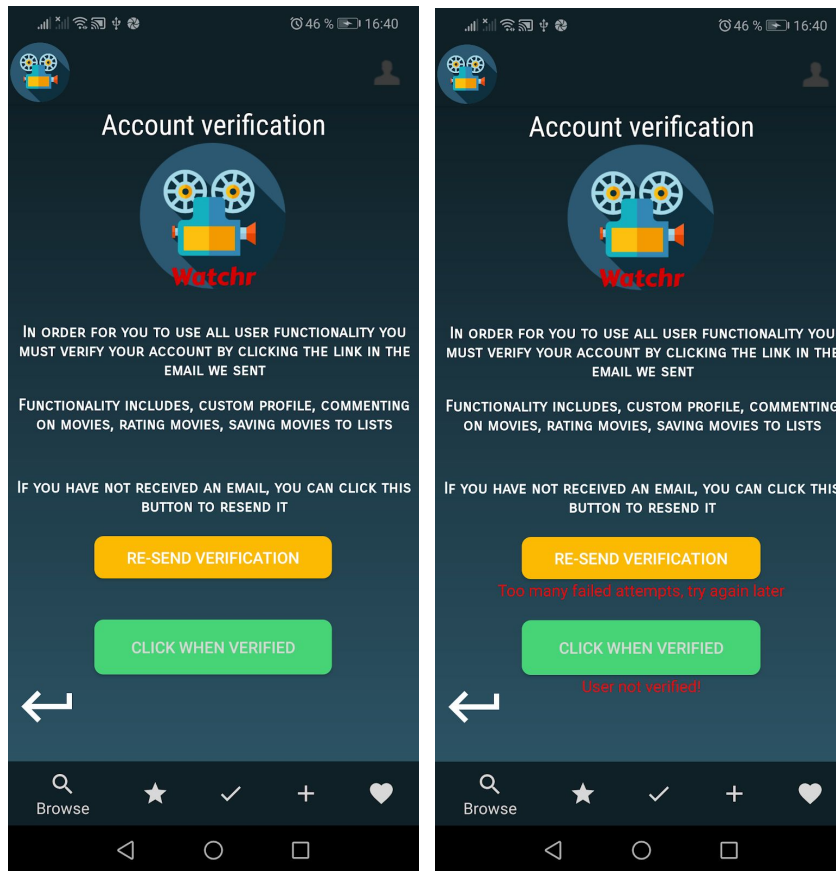 46 % 16:40
Account verification
Watchr
IN ORDER FOR YOU TO USE ALL USER FUNCTIONALITY YOU
MUST VERIFY YOUR ACCOUNT BY CLICKING THE LINK IN THE
EMAIL WE SENT
FUNCTIONALITY INCLUDES, CUSTOM PROFILE, COMMENTING
ON MOVIES, RATING MOVIES, SAVING MOVIES TO LISTS
IF YOU HAVE NOT RECEIVED AN EMAIL, YOU CAN CLICK THIS
BUTTON TO RESEND IT
RE-SEND VERIFICATION
CLICK WHEN VERIFIED
Browse
46 % 16:40
Account verification
Watchr
IN ORDER FOR YOU TO USE ALL USER FUNCTIONALITY YOU
MUST VERIFY YOUR ACCOUNT BY CLICKING THE LINK IN THE
EMAIL WE SENT
FUNCTIONALITY INCLUDES, CUSTOM PROFILE, COMMENTING
ON MOVIES, RATING MOVIES, SAVING MOVIES TO LISTS
IF YOU HAVE NOT RECEIVED AN EMAIL, YOU CAN CLICK THIS
BUTTON TO RESEND IT
RE-SEND VERIFICATION
Too many failed attempts, try again later
CLICK WHEN VERIFIED
User not verified!
Browse